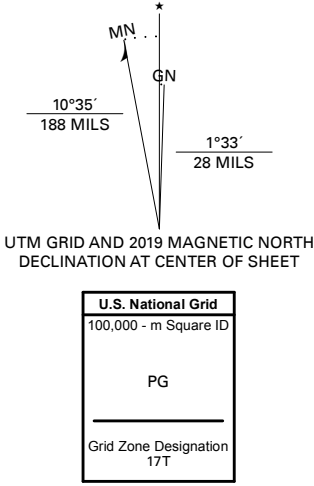 ★
MN
GN
10°35´
188 MILS
1°33´
28 MILS
UTM GRID AND 2019 MAGNETIC NORTH
DECLINATION AT CENTER OF SHEET
U.S. National Grid
100,000 - m Square ID
PG
Grid Zone Designation
17T